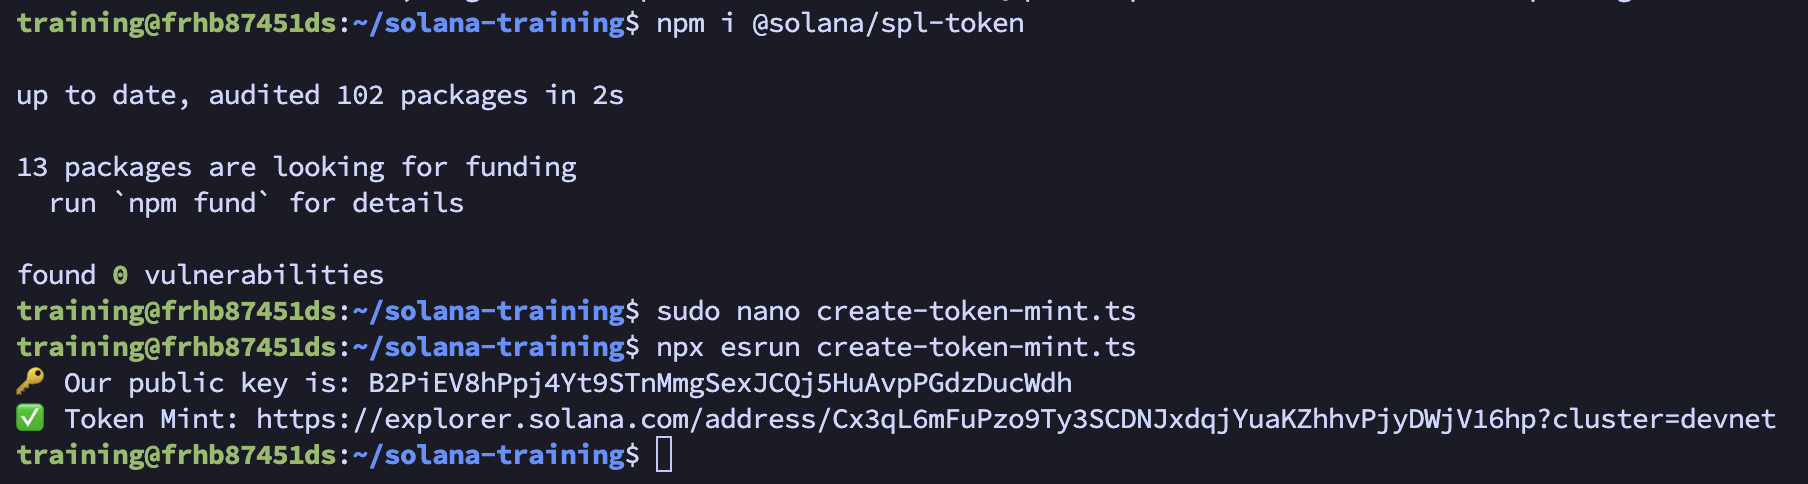 training@frhb87451ds:~/solana-training$ npm i @solana/spl-token
up to date, audited 102 packages in 2s
13 packages are looking for funding
run `npm fund` for details
found 0 vulnerabilities
training@frhb87451ds:~/solana-training$ sudo nano create-token-mint.ts
training@frhb87451ds:~/solana-training$ npx esrun create-token-mint.ts
🔑 Our public key is: B2PiEV8hPpj4Yt9STnMmgSexJCQj5HuAvpPGdzDucWdh
✅ Token Mint: https://explorer.solana.com/address/Cx3qL6mFuPzo9Ty3SCDNJxdqjYuaKZhhvPjyDWjV16hp?cluster=devnet
training@frhb87451ds:~/solana-training$